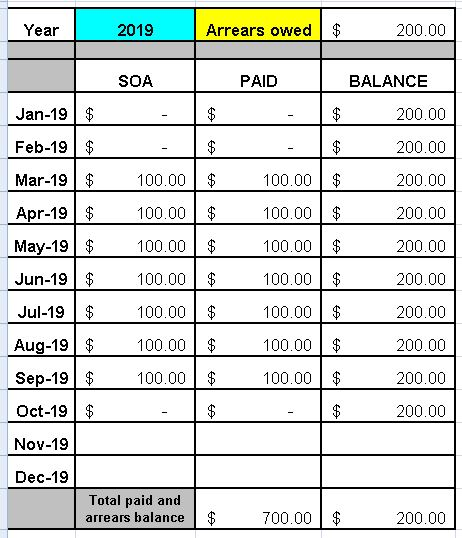 Year 2019 Arrears owed $ 200.00
SOA PAID BALANCE
Jan-19 $ - $ - $ 200.00
Feb-19 $ - $ - $ 200.00
Mar-19 $ 100.00 $ 100.00 $ 200.00
Apr-19 $ 100.00 $ 100.00 $ 200.00
May-19 $ 100.00 $ 100.00 $ 200.00
Jun-19 $ 100.00 $ 100.00 $ 200.00
Jul-19 $ 100.00 $ 100.00 $ 200.00
Aug-19 $ 100.00 $ 100.00 $ 200.00
Sep-19 $ 100.00 $ 100.00 $ 200.00
Oct-19 $ - $ - $ 200.00
Nov-19
Dec-19
Total paid and
arrears balance $ 700.00 $ 200.00